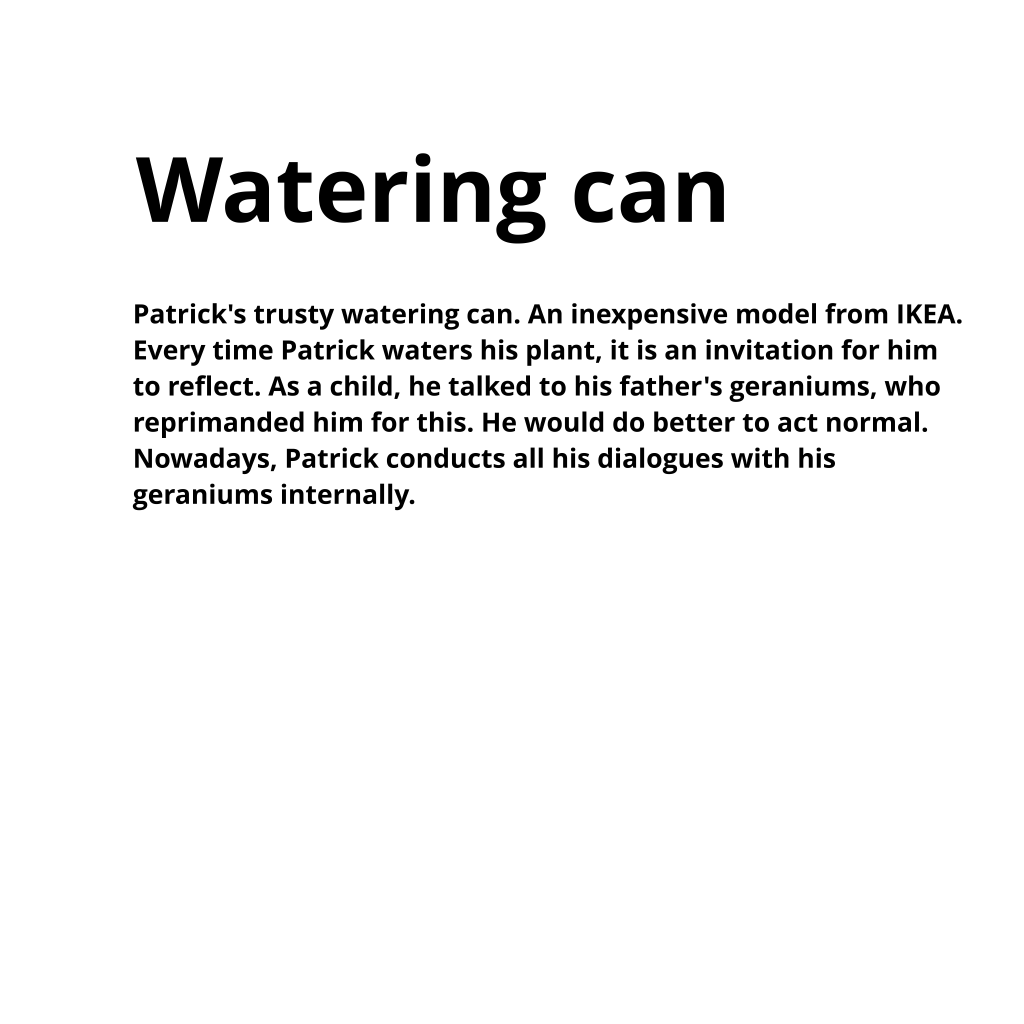 Watering can
Patrick's trusty watering can. An inexpensive model from IKEA.
Every time Patrick waters his plant, it is an invitation for him
to reflect. As a child, he talked to his father's geraniums, who
reprimanded him for this. He would do better to act normal.
Nowadays, Patrick conducts all his dialogues with his
geraniums internally.